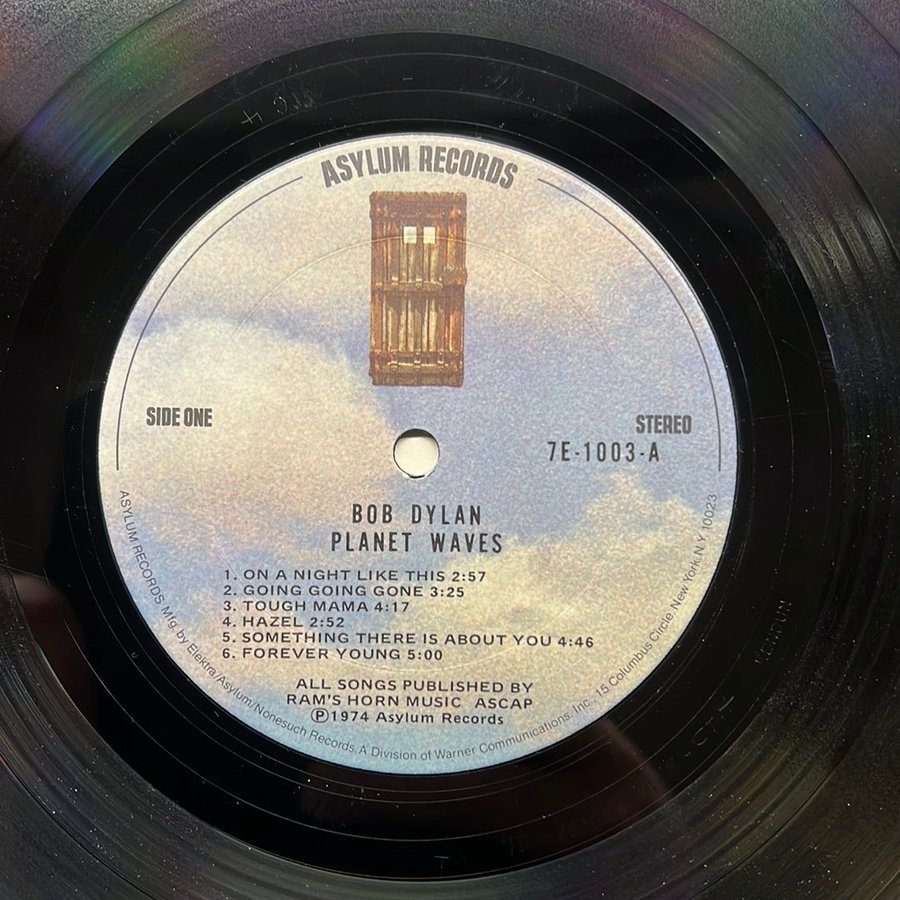 ASYLUM RECORDS
SIDE ONE
STEREO
7E-1003-A
BOB DYLAN
PLANET WAVES
1. ON A NIGHT LIKE THIS 2:57
2. GOING GOING GONE 3:25
3. TOUGH MAMA 4:17
4. HAZEL 2:52
5. SOMETHING THERE IS ABOUT YOU 4:46
6. FOREVER YOUNG 5:00
ALL SONGS PUBLISHED BY
RAM'S HORN MUSIC ASCAP
Ⓟ1974 Asylum Records
ASYLUM RECORDS Mfg. by Elektra/Asylum/Nonesuch Records. A Division of Warner Communications. Inc., 15 Columbus Circle New York. N.Y. 10023